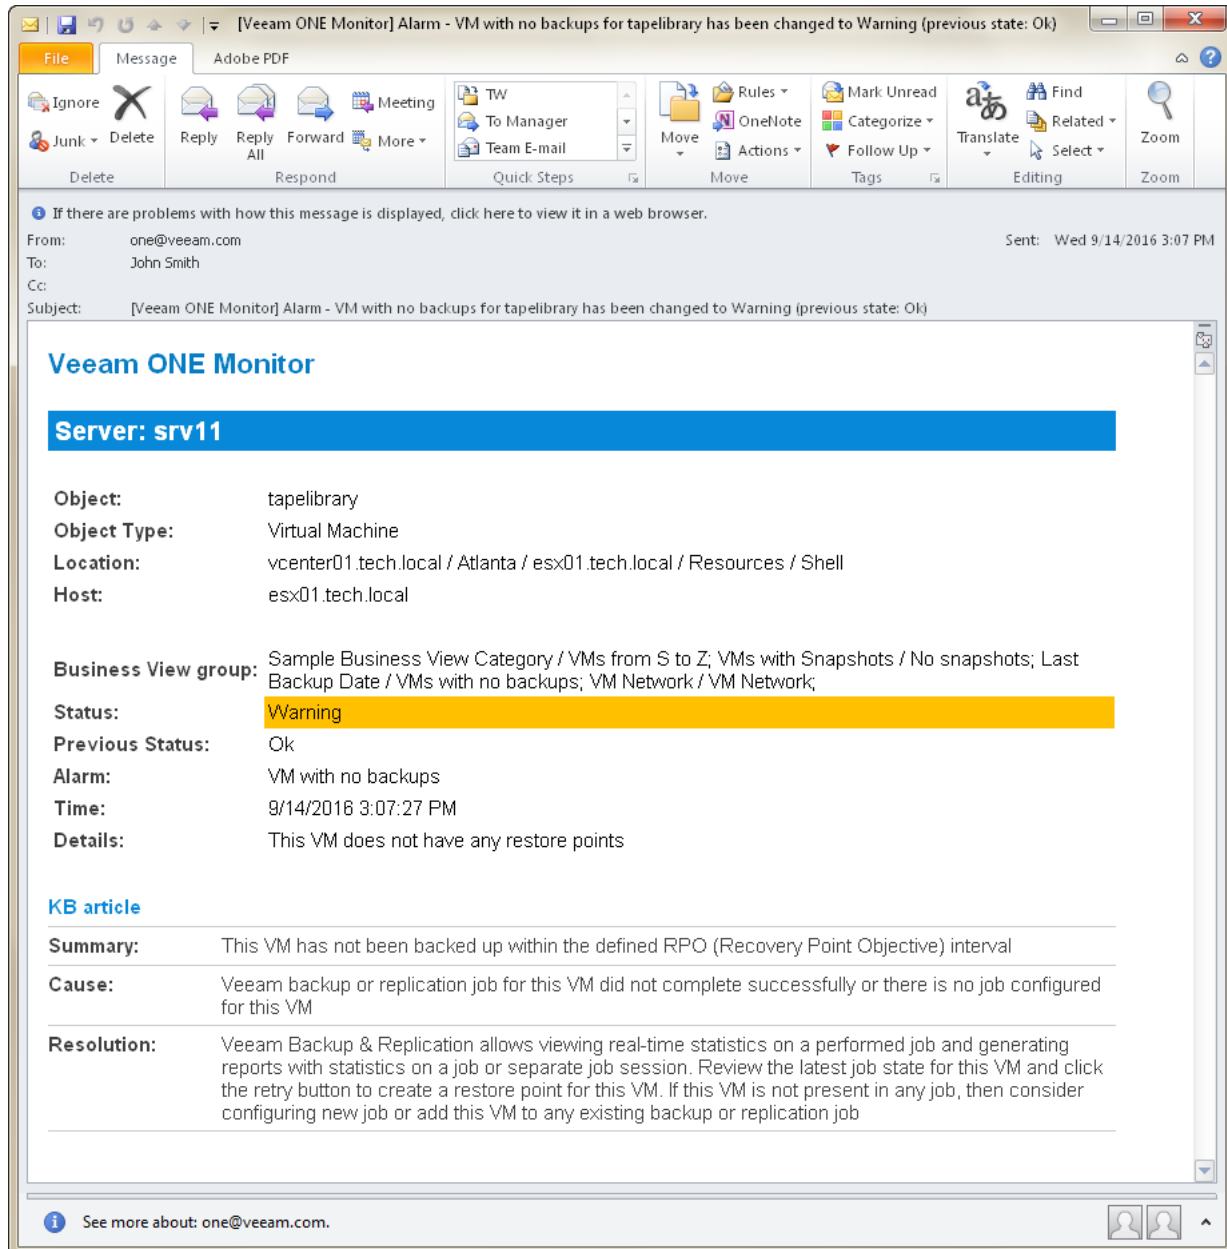 [Veeam ONE Monitor] Alarm - VM with no backups for tapelibrary has been changed to Warning (previous state: Ok)
File Message Adobe PDF
Ignore
Junk
Delete
Reply
Reply All
Forward
Meeting
More
TW
To Manager
Team E-mail
Move
Rules
OneNote
Actions
Mark Unread
Categorize
Follow Up
Translate
Find
Related
Select
Zoom
Delete Respond Quick Steps Move Tags Editing Zoom
If there are problems with how this message is displayed, click here to view it in a web browser.
From: one@veeam.com Sent: Wed 9/14/2016 3:07 PM
To: John Smith
Cc:
Subject: [Veeam ONE Monitor] Alarm - VM with no backups for tapelibrary has been changed to Warning (previous state: Ok)
Veeam ONE Monitor
Server: srv11
Object: tapelibrary
Object Type: Virtual Machine
Location: vcenter01.tech.local / Atlanta / esx01.tech.local / Resources / Shell
Host: esx01.tech.local
Business View group: Sample Business View Category / VMs from S to Z; VMs with Snapshots / No snapshots; Last
Backup Date / VMs with no backups; VM Network / VM Network;
Status: Warning
Previous Status: Ok
Alarm: VM with no backups
Time: 9/14/2016 3:07:27 PM
Details: This VM does not have any restore points
KB article
Summary: This VM has not been backed up within the defined RPO (Recovery Point Objective) interval
Cause: Veeam backup or replication job for this VM did not complete successfully or there is no job configured
for this VM
Resolution: Veeam Backup & Replication allows viewing real-time statistics on a performed job and generating
reports with statistics on a job or separate job session. Review the latest job state for this VM and click
the retry button to create a restore point for this VM. If this VM is not present in any job, then consider
configuring new job or add this VM to any existing backup or replication job
See more about: one@veeam.com.